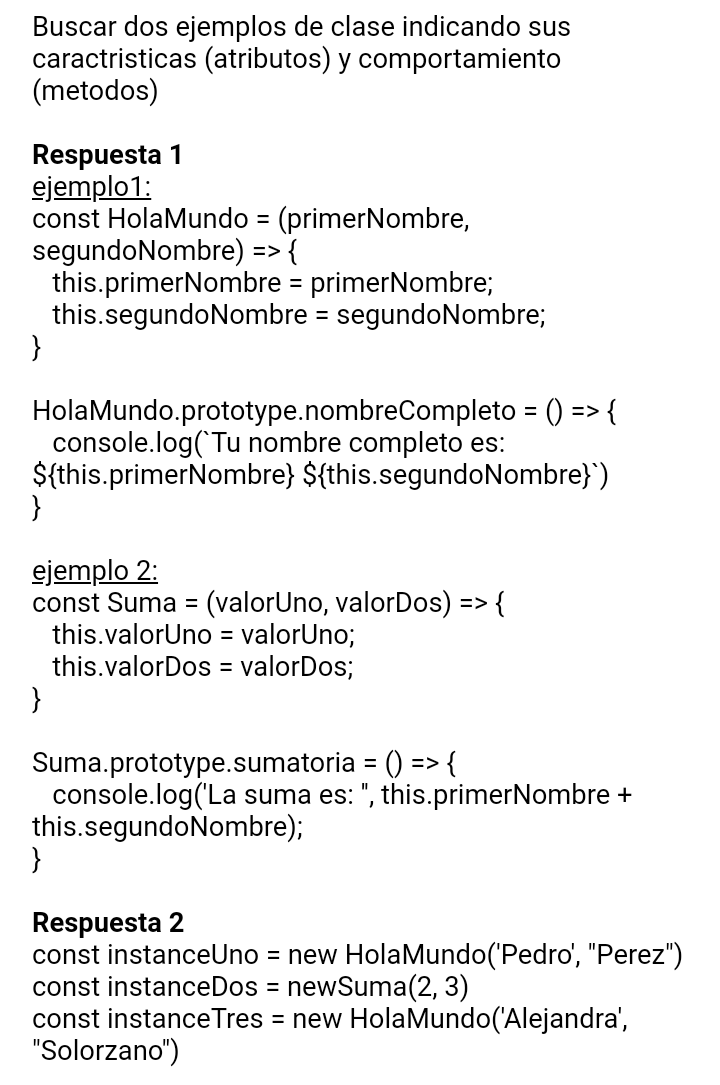 Buscar dos ejemplos de clase indicando sus
caractristicas (atributos) y comportamiento
(metodos)
Respuesta 1
ejemplo1:
const HolaMundo = (primerNombre,
segundoNombre) => {
this.primerNombre = primerNombre;
this.segundoNombre = segundoNombre;
}
HolaMundo.prototype.nombreCompleto = () => {
console.log(`Tu nombre completo es:
${this.primerNombre} ${this.segundoNombre}`)
}
ejemplo 2:
const Suma = (valorUno, valorDos) => {
this.valorUno = valorUno;
this.valorDos = valorDos;
}
Suma.prototype.sumatoria = () => {
console.log('La suma es: ", this.primerNombre +
this.segundoNombre);
}
Respuesta 2
const instanceUno = new HolaMundo('Pedro', "Perez")
const instanceDos = newSuma(2, 3)
const instanceTres = new HolaMundo('Alejandra',
"Solorzano")